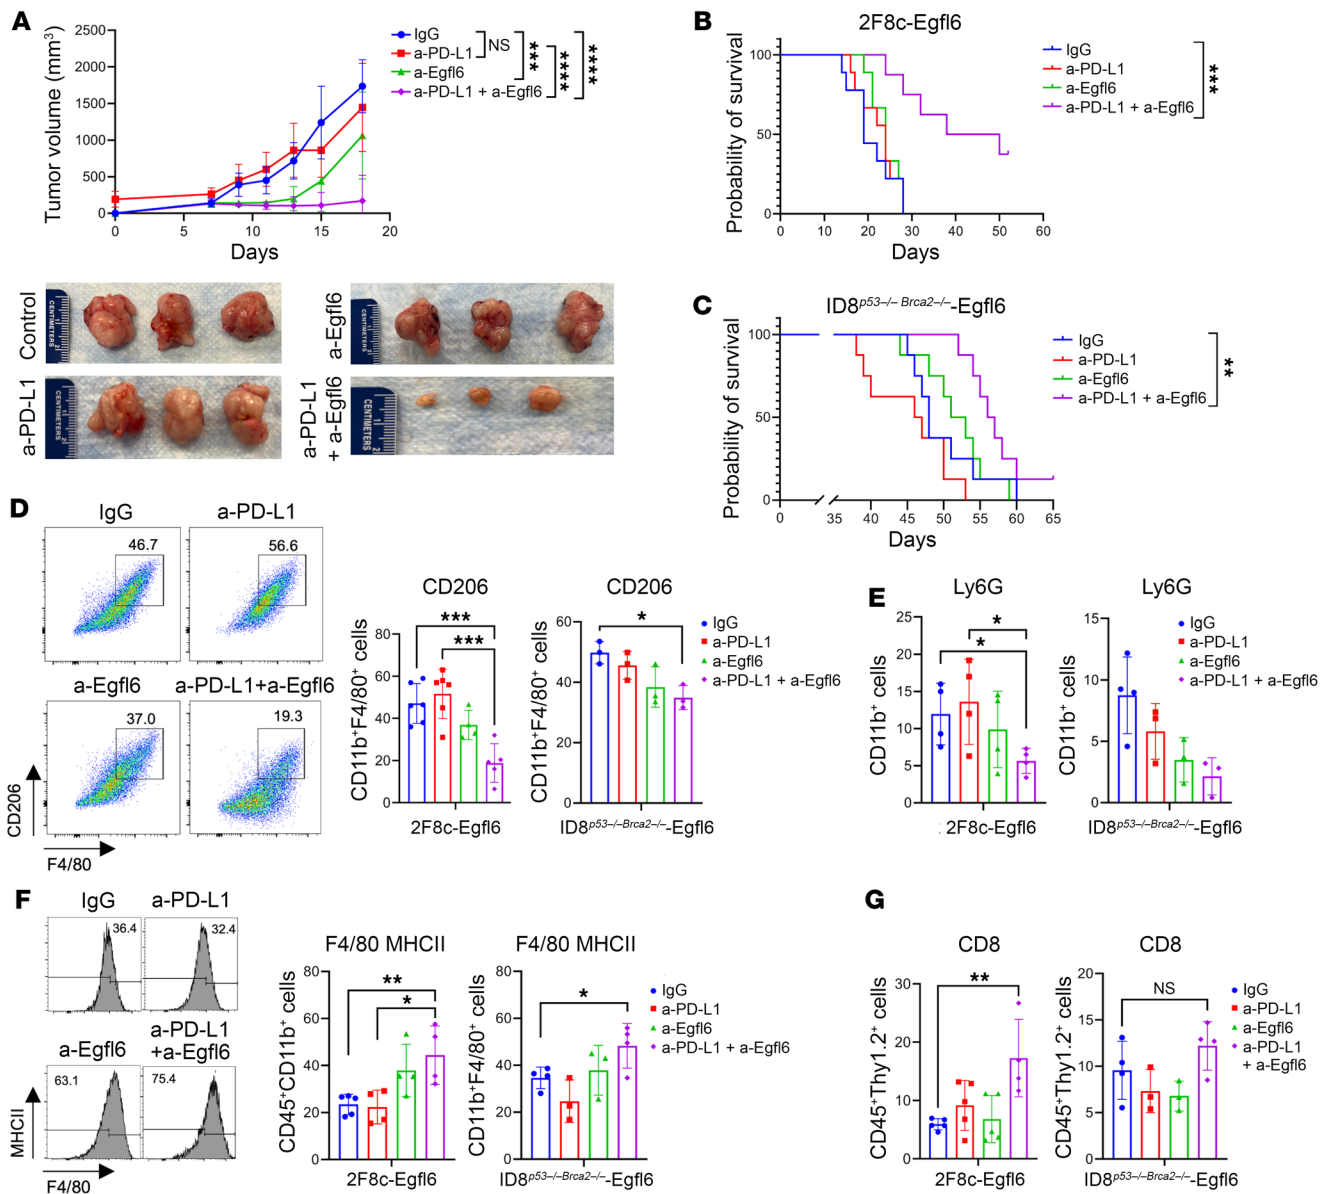 A
Tumor volume (mm³)
2500
2000
1500
1000
500
0
0
5
10
15
20
Days
IgG
a-PD-L1
a-Egfl6
a-PD-L1 + a-Egfl6
NS
***
****
****
Control
CENTIMETERS
1
2
a-Egfl6
CENTIMETERS
1
2
a-PD-L1
CENTIMETERS
1
2
a-PD-L1
+ a-Egfl6
CENTIMETERS
1
2
B
2F8c-Egfl6
Probability of survival
100
50
0
0
10
20
30
40
50
60
Days
IgG
a-PD-L1
a-Egfl6
a-PD-L1 + a-Egfl6
***
C
ID8p53–/– Brca2–/–-Egfl6
Probability of survival
100
50
0
0
35
40
45
50
55
60
65
Days
IgG
a-PD-L1
a-Egfl6
a-PD-L1 + a-Egfl6
**
D
IgG
46.7
a-PD-L1
56.6
a-Egfl6
37.0
a-PD-L1+a-Egfl6
19.3
CD206
F4/80
CD206
CD11b⁺F4/80⁺ cells
80
60
40
20
0
***
***
2F8c-Egfl6
CD206
CD11b⁺F4/80⁺ cells
60
40
20
0
*
ID8p53–/–Brca2–/–-Egfl6
IgG
a-PD-L1
a-Egfl6
a-PD-L1 + a-Egfl6
E
Ly6G
CD11b⁺ cells
25
20
15
10
5
0
*
*
2F8c-Egfl6
Ly6G
CD11b⁺ cells
15
10
5
0
ID8p53–/–Brca2–/–-Egfl6
IgG
a-PD-L1
a-Egfl6
a-PD-L1 + a-Egfl6
F
IgG
36.4
a-PD-L1
32.4
a-Egfl6
63.1
a-PD-L1
+a-Egfl6
75.4
MHCII
F4/80
F4/80 MHCII
CD45⁺CD11b⁺ cells
80
60
40
20
0
**
*
2F8c-Egfl6
F4/80 MHCII
CD11b⁺F4/80⁺ cells
80
60
40
20
0
*
ID8p53–/–Brca2–/–-Egfl6
IgG
a-PD-L1
a-Egfl6
a-PD-L1 + a-Egfl6
G
CD8
CD45⁺Thy1.2⁺ cells
30
20
10
0
**
2F8c-Egfl6
CD8
CD45⁺Thy1.2⁺ cells
20
15
10
5
0
NS
ID8p53–/–Brca2–/–-Egfl6
IgG
a-PD-L1
a-Egfl6
a-PD-L1
+ a-Egfl6